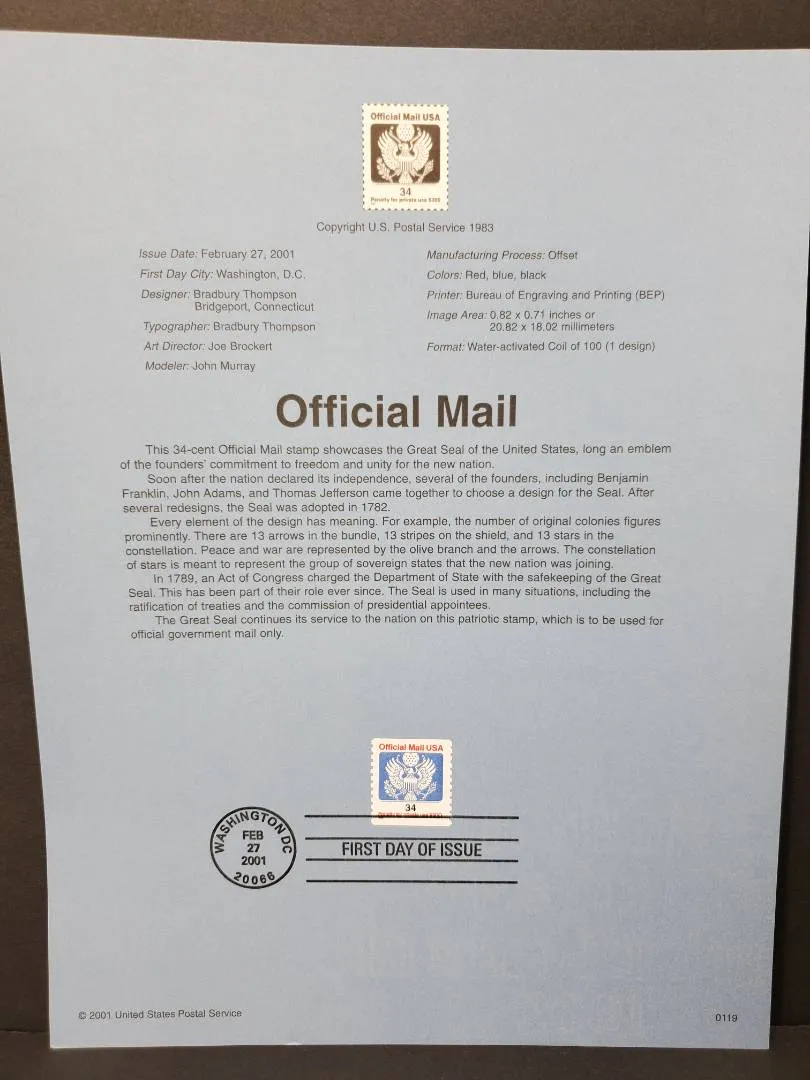 Official Mail USA
34
Penalty for private use $300
Copyright U.S. Postal Service 1983
Issue Date: February 27, 2001
First Day City: Washington, D.C.
Designer: Bradbury Thompson
Bridgeport, Connecticut
Typographer: Bradbury Thompson
Art Director: Joe Brockert
Modeler: John Murray
Manufacturing Process: Offset
Colors: Red, blue, black
Printer: Bureau of Engraving and Printing (BEP)
Image Area: 0.82 x 0.71 inches or
20.82 x 18.02 millimeters
Format: Water-activated Coil of 100 (1 design)
Official Mail
This 34-cent Official Mail stamp showcases the Great Seal of the United States, long an emblem
of the founders' commitment to freedom and unity for the new nation.
Soon after the nation declared its independence, several of the founders, including Benjamin
Franklin, John Adams, and Thomas Jefferson came together to choose a design for the Seal. After
several redesigns, the Seal was adopted in 1782.
Every element of the design has meaning. For example, the number of original colonies figures
prominently. There are 13 arrows in the bundle, 13 stripes on the shield, and 13 stars in the
constellation. Peace and war are represented by the olive branch and the arrows. The constellation
of stars is meant to represent the group of sovereign states that the new nation was joining.
In 1789, an Act of Congress charged the Department of State with the safekeeping of the Great
Seal. This has been part of their role ever since. The Seal is used in many situations, including the
ratification of treaties and the commission of presidential appointees.
The Great Seal continues its service to the nation on this patriotic stamp, which is to be used for
official government mail only.
Official Mail USA
34
Penalty for private use $300
WASHINGTON DC
FEB
27
2001
20066
FIRST DAY OF ISSUE
© 2001 United States Postal Service
0119